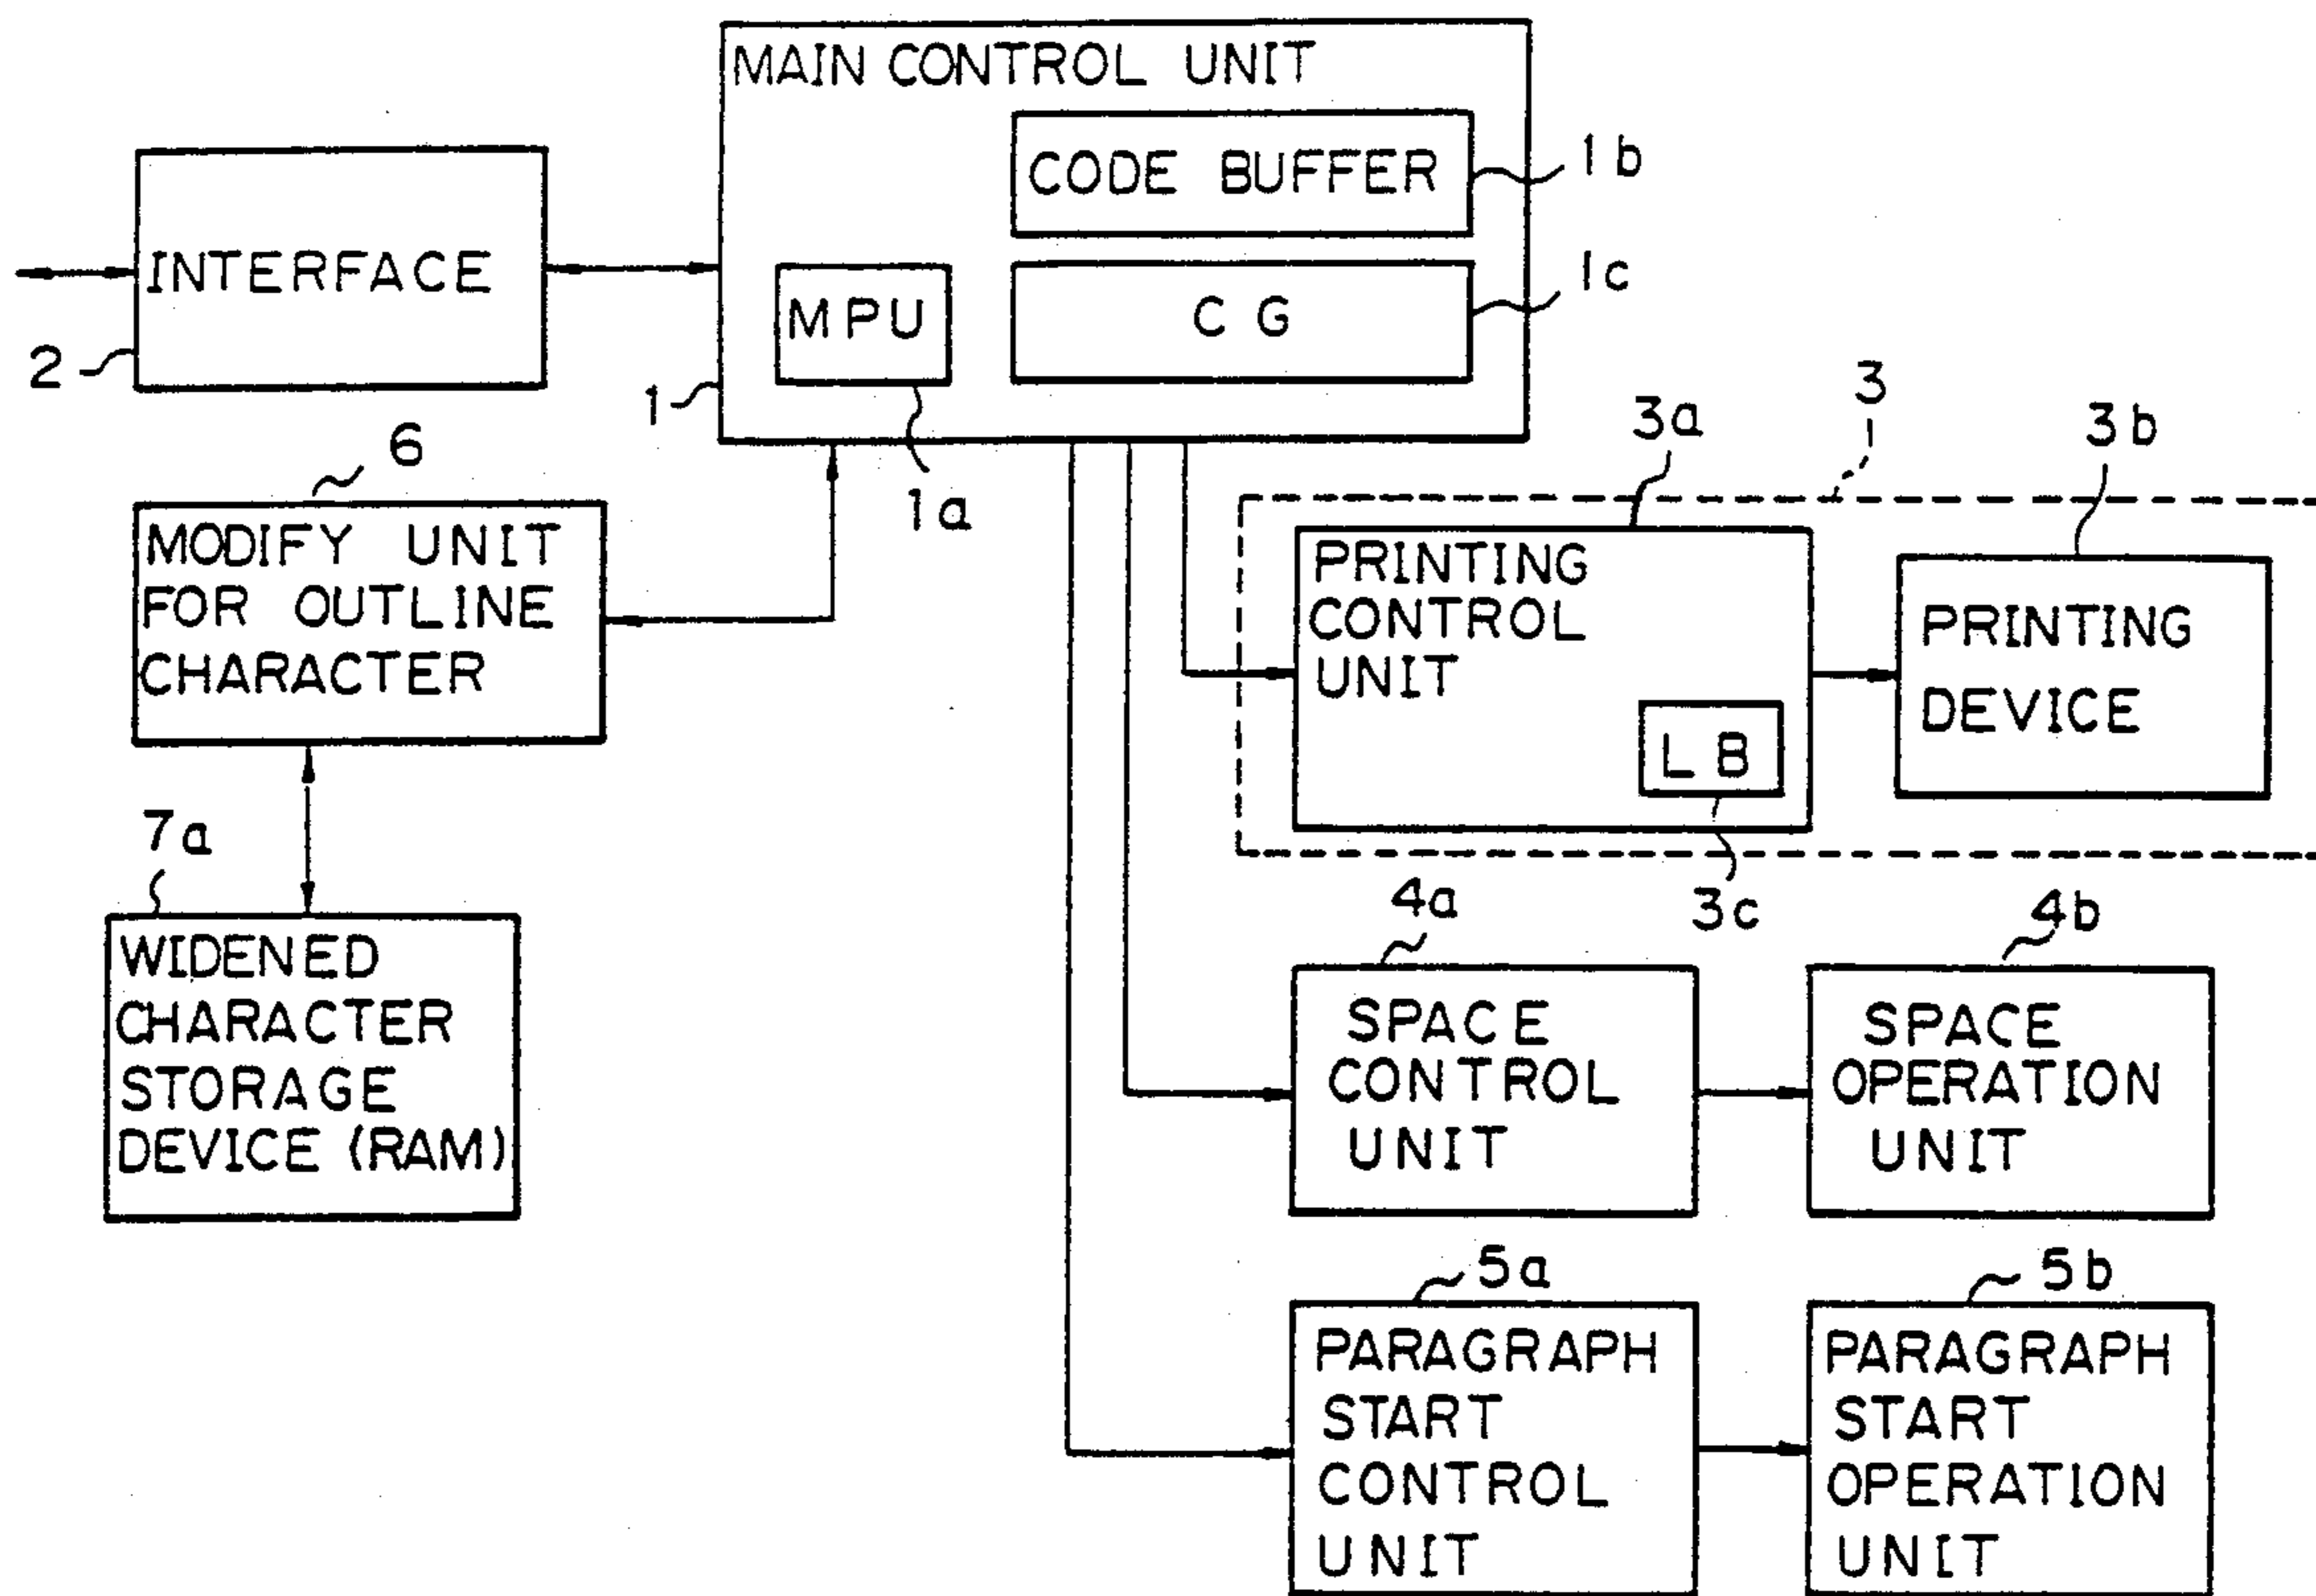 MAIN CONTROL UNIT
CODE BUFFER
1b
INTERFACE
MPU
CG
1c
2
1
1a
6
MODIFY UNIT
FOR OUTLINE
CHARACTER
3
3a
3b
PRINTING
CONTROL
UNIT
LB
3c
PRINTING
DEVICE
7a
WIDENED
CHARACTER
STORAGE
DEVICE (RAM)
4a
SPACE
CONTROL
UNIT
4b
SPACE
OPERATION
UNIT
5a
PARAGRAPH
START
CONTROL
UNIT
5b
PARAGRAPH
START
OPERATION
UNIT